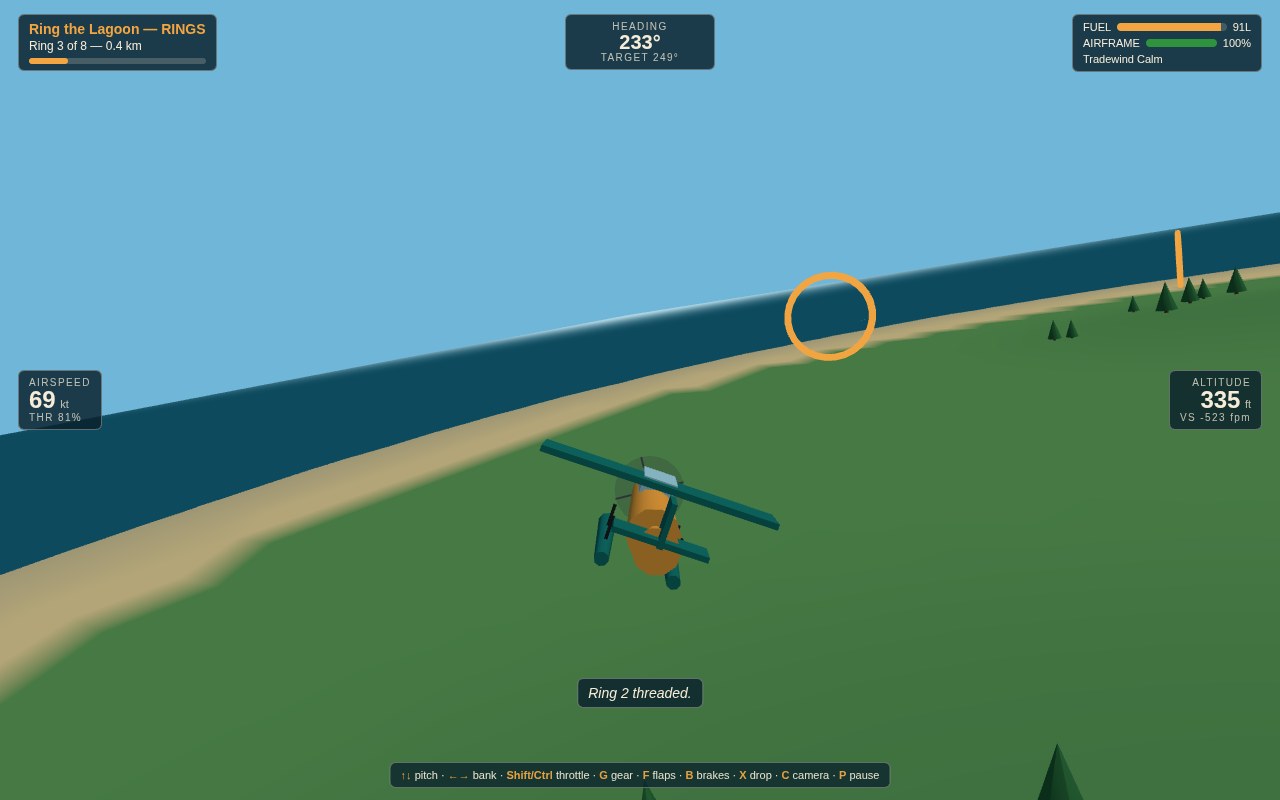 Ring the Lagoon — RINGS
Ring 3 of 8 — 0.4 km
HEADING
233°
TARGET 249°
FUEL 91L
AIRFRAME 100%
Tradewind Calm
AIRSPEED
69 kt
THR 81%
ALTITUDE
335 ft
VS -523 fpm
Ring 2 threaded.
↑↓ pitch · ←→ bank · Shift/Ctrl throttle · G gear · F flaps · B brakes · X drop · C camera · P pause